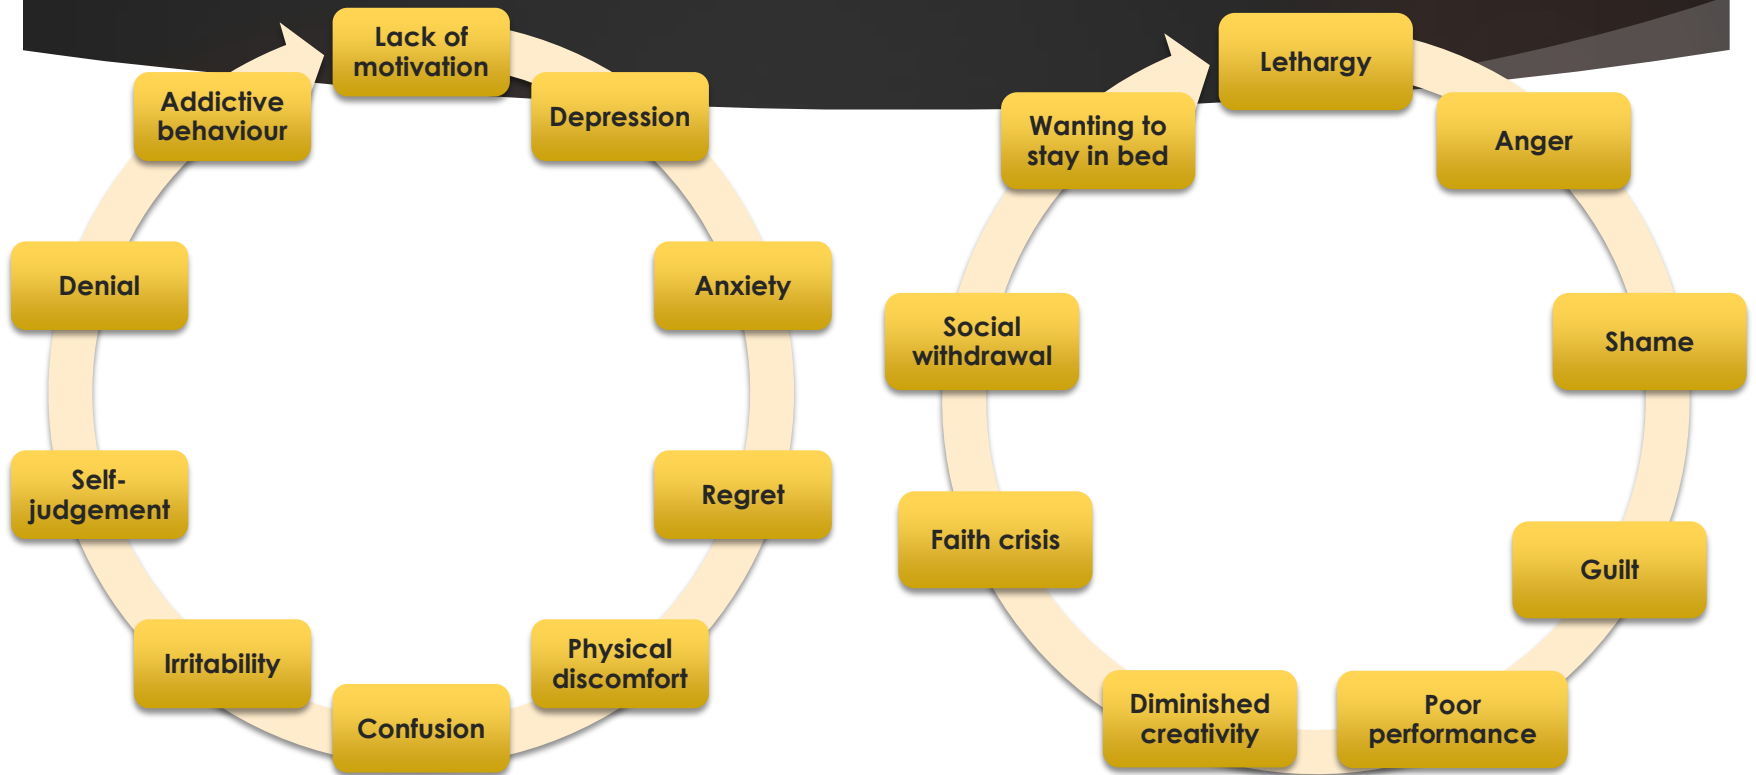 Lack of
motivation
Depression
Anxiety
Regret
Physical
discomfort
Confusion
Irritability
Self-
judgement
Denial
Addictive
behaviour
Lethargy
Anger
Shame
Guilt
Poor
performance
Diminished
creativity
Faith crisis
Social
withdrawal
Wanting to
stay in bed